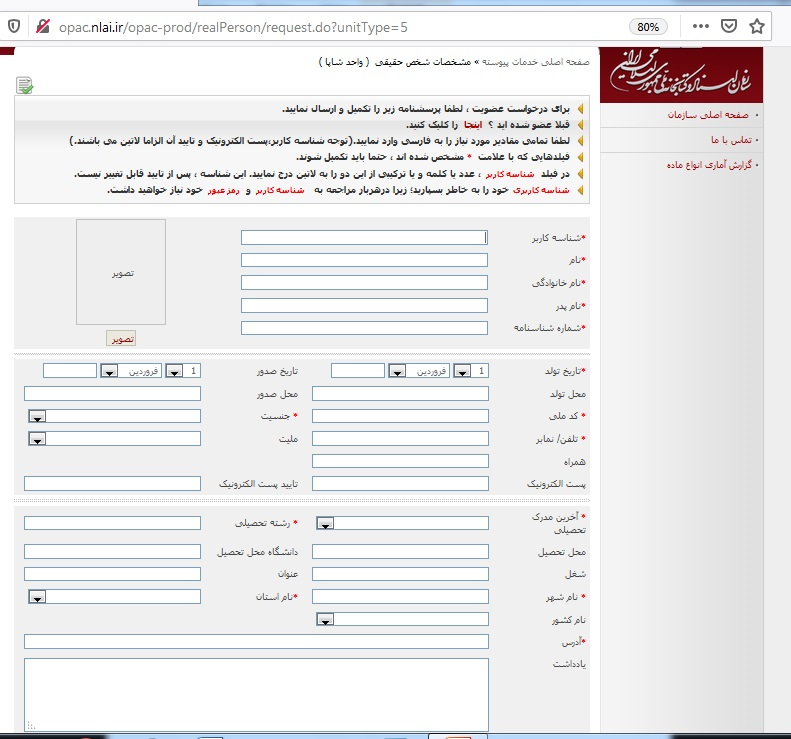 opac.nlai.ir/opac-prod/realPerson/request.do?unitType=5
80%
سازمان اسناد و کتابخانه ملی جمهوری اسلامی ایران
صفحه اصلی سازمان
تماس با ما
گزارش آماری انواع ماده
صفحه اصلی خدمات پیوسته » مشخصات شخص حقیقی ( واحد شاپا )
برای درخواست عضویت ، لطفا پرسشنامه زیر را تکمیل و ارسال نمایید.
قبلا عضو شده اید ؟ اینجا را کلیک کنید.
لطفا تمامی مقادیر مورد نیاز را به فارسی وارد نمایید.(توجه شناسه کاربر،پست الکترونیک و تایید آن الزاما لاتین می باشند.)
فیلدهایی که با علامت * مشخص شده اند ، حتما باید تکمیل شوند.
در فیلد شناسه کاربر ، عدد یا کلمه و یا ترکیبی از این دو را به لاتین درج نمایید. این شناسه ، پس از تایید قابل تغییر نیست.
شناسه کاربری خود را به خاطر بسپارید؛ زیرا درهربار مراجعه به شناسه کاربر و رمزعبور خود نیاز خواهید داشت.
*شناسه کاربر
*نام
*نام خانوادگی
*نام پدر
*شماره شناسنامه
تصویر
تصویر
*تاریخ تولد 1 فروردین تاریخ صدور 1 فروردین
محل تولد محل صدور
* کد ملی * جنسیت
* تلفن/ نمابر ملیت
همراه
پست الکترونیک تایید پست الکترونیک
* آخرین مدرک تحصیلی * رشته تحصیلی
محل تحصیل دانشگاه محل تحصیل
شغل عنوان
* نام شهر *نام استان
نام کشور
*آدرس
یادداشت